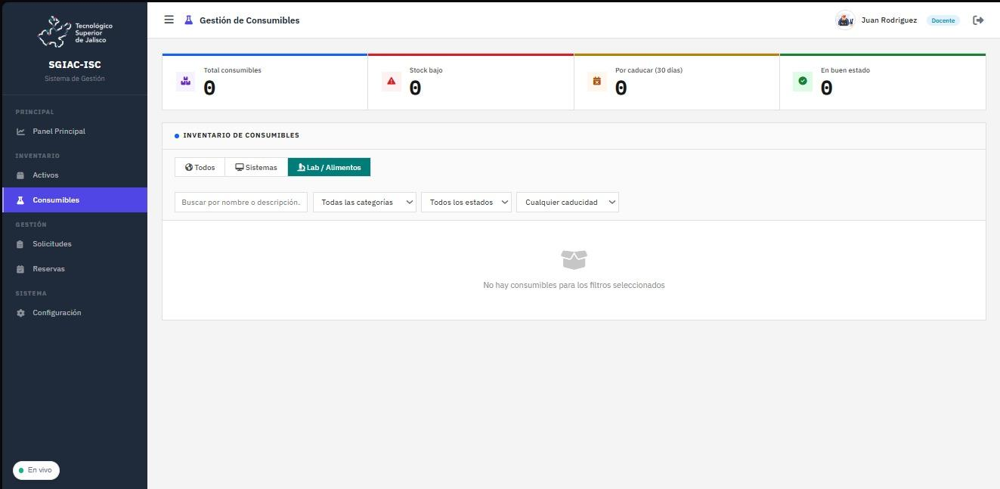 Tecnológico
Superior
de Jalisco
SGIAC-ISC
Sistema de Gestión
PRINCIPAL
Panel Principal
INVENTARIO
Activos
Consumibles
GESTIÓN
Solicitudes
Reservas
SISTEMA
Configuración
En vivo
Gestión de Consumibles
Juan Rodriguez
Docente
Total consumibles
0
Stock bajo
0
Por caducar (30 días)
0
En buen estado
0
INVENTARIO DE CONSUMIBLES
Todos
Sistemas
Lab / Alimentos
Buscar por nombre o descripción.
Todas las categorías
Todos los estados
Cualquier caducidad
No hay consumibles para los filtros seleccionados